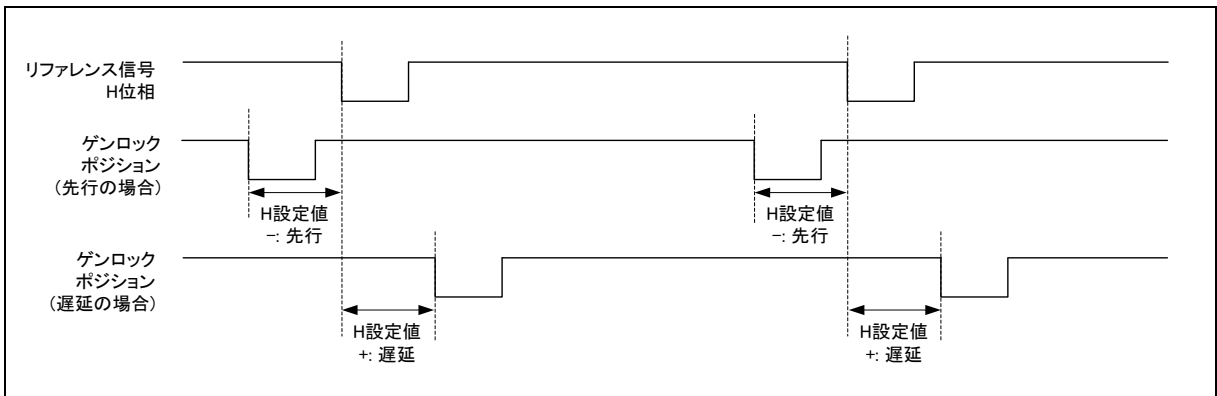 リファレンス信号
H位相
ゲンロック
ポジション
(先行の場合)
H設定値
−: 先行
H設定値
−: 先行
ゲンロック
ポジション
(遅延の場合)
H設定値
+: 遅延
H設定値
+: 遅延